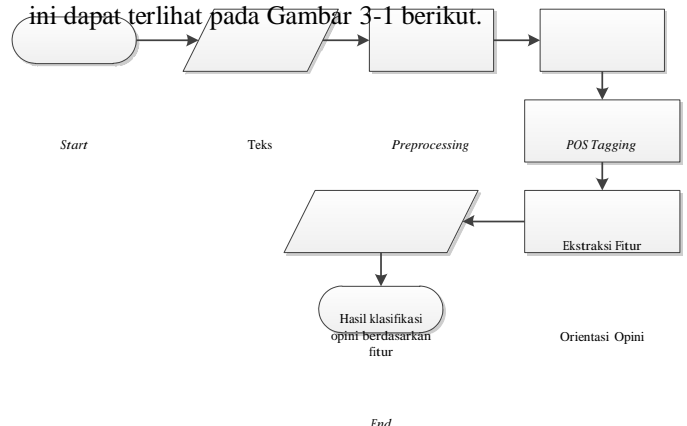 ini dapat terlihat pada Gambar 3-1 berikut.
Start
Teks
Preprocessing
POS Tagging
Ekstraksi Fitur
Hasil klasifikasi
opini berdasarkan
fitur
Orientasi Opini
End